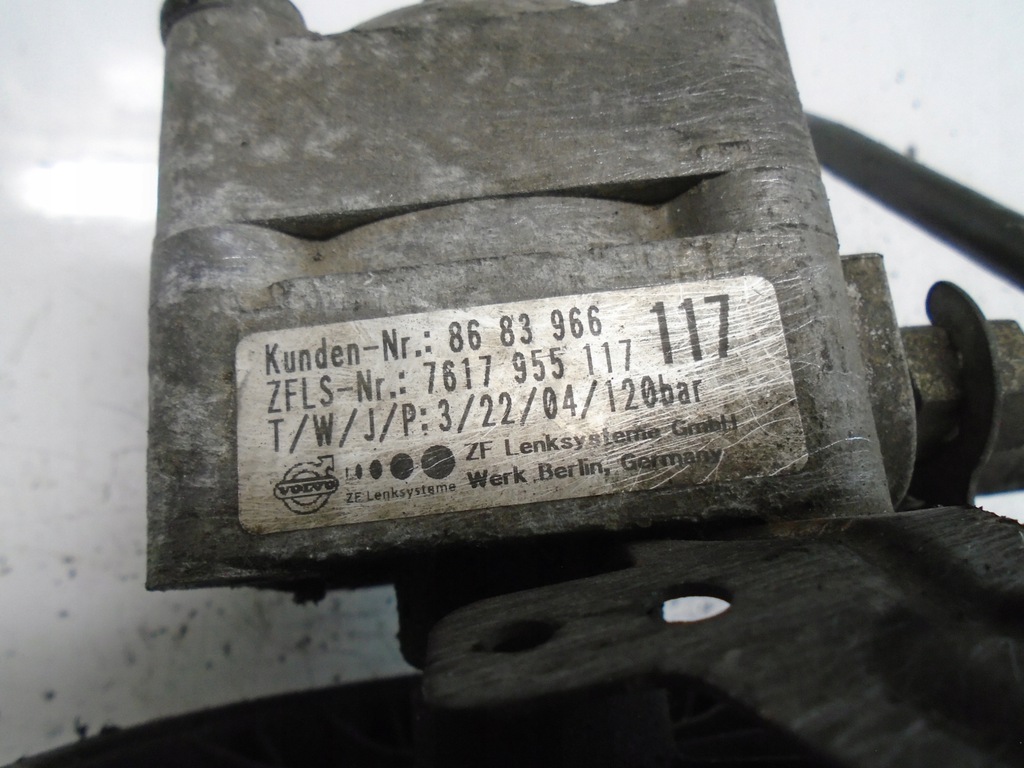 Kunden-Nr.: 86 83 966
117
ZFLS-Nr.: 7617 955 117
T/W/J/P: 3/22/04/120bar
VOLVO
ZF Lenksysteme
ZF Lenksysteme GmbH
Werk Berlin, Germany